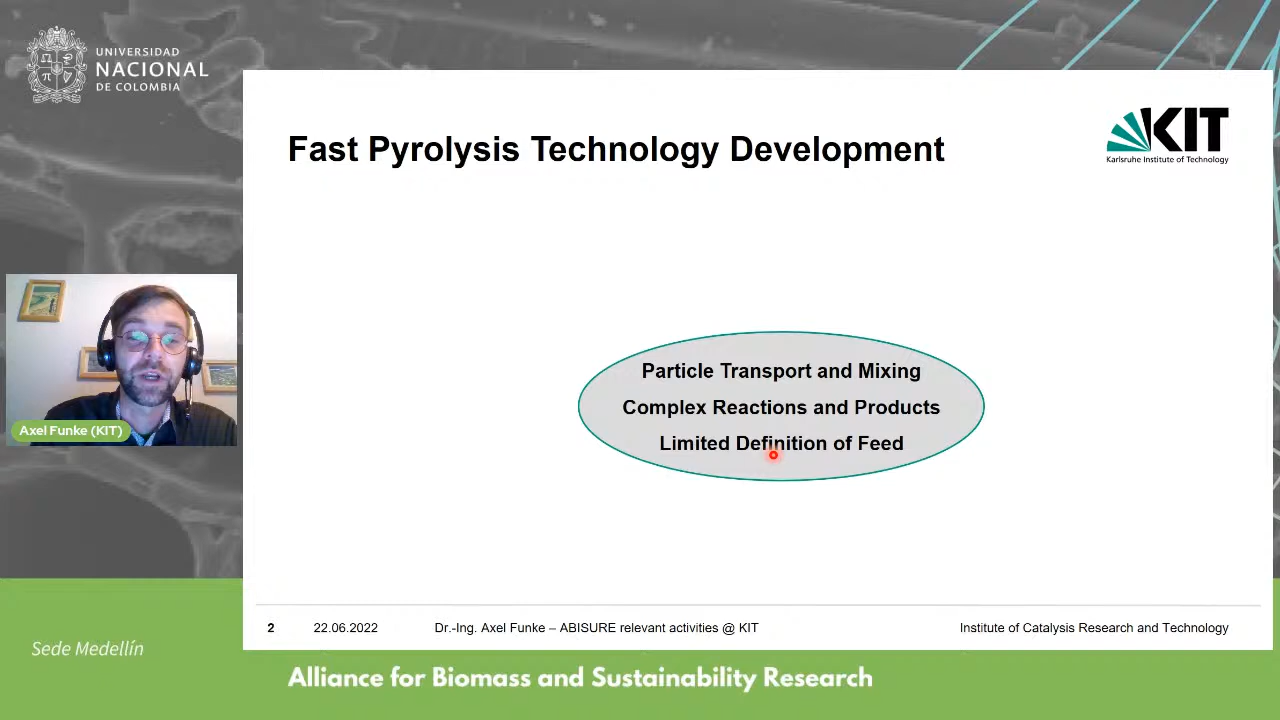 UNIVERSIDAD
NACIONAL
DE COLOMBIA
Fast Pyrolysis Technology Development
KIT
Karlsruhe Institute of Technology
Particle Transport and Mixing
Complex Reactions and Products
Limited Definition of Feed
Axel Funke (KIT)
2 22.06.2022 Dr.-Ing. Axel Funke – ABISURE relevant activities @ KIT Institute of Catalysis Research and Technology
Sede Medellín
Alliance for Biomass and Sustainability Research